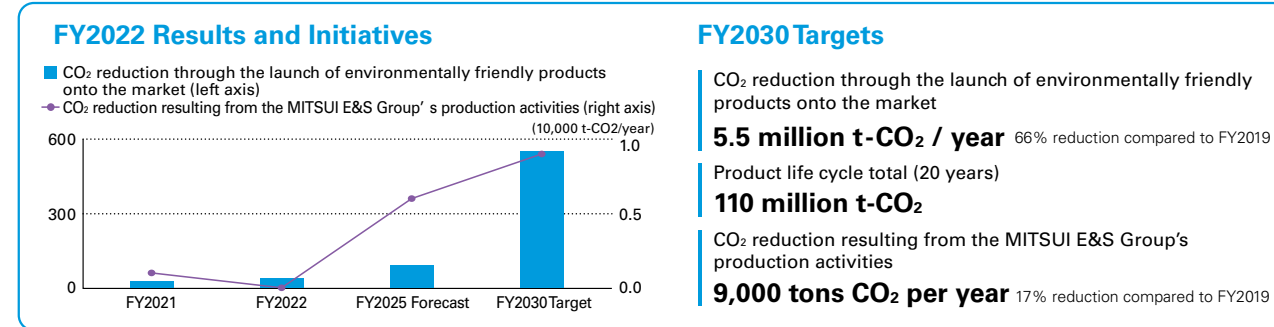 FY2022 Results and Initiatives
CO₂ reduction through the launch of environmentally friendly products
onto the market (left axis)
CO₂ reduction resulting from the MITSUI E&S Group' s production activities (right axis)
(10,000 t-CO2/year)
600
300
0
1.0
0.5
0.0
FY2021
FY2022
FY2025 Forecast
FY2030Target
FY2030 Targets
CO₂ reduction through the launch of environmentally friendly
products onto the market
5.5 million t-CO₂ / year 66% reduction compared to FY2019
Product life cycle total (20 years)
110 million t-CO₂
CO₂ reduction resulting from the MITSUI E&S Group's
production activities
9,000 tons CO₂ per year 17% reduction compared to FY2019